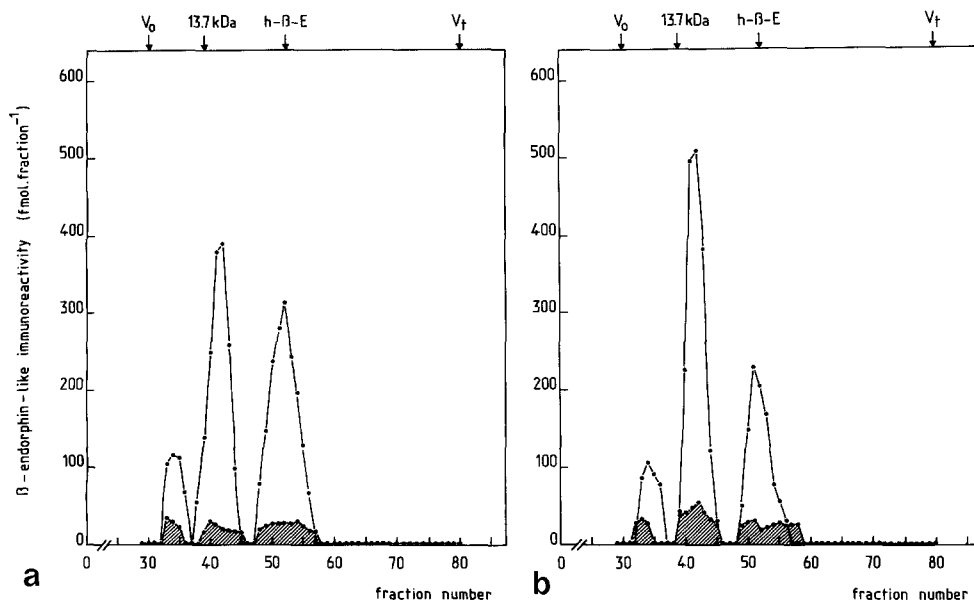 V₀ 13.7 kDa h-β-E V_t
V₀ 13.7 kDa h-β-E V_t
β-endorphin-like immunoreactivity (fmol.fraction⁻¹)
600
500
400
300
200
100
0
0 30 40 50 60 70 80
fraction number
a
600
500
400
300
200
100
0
0 30 40 50 60 70 80
fraction number
b